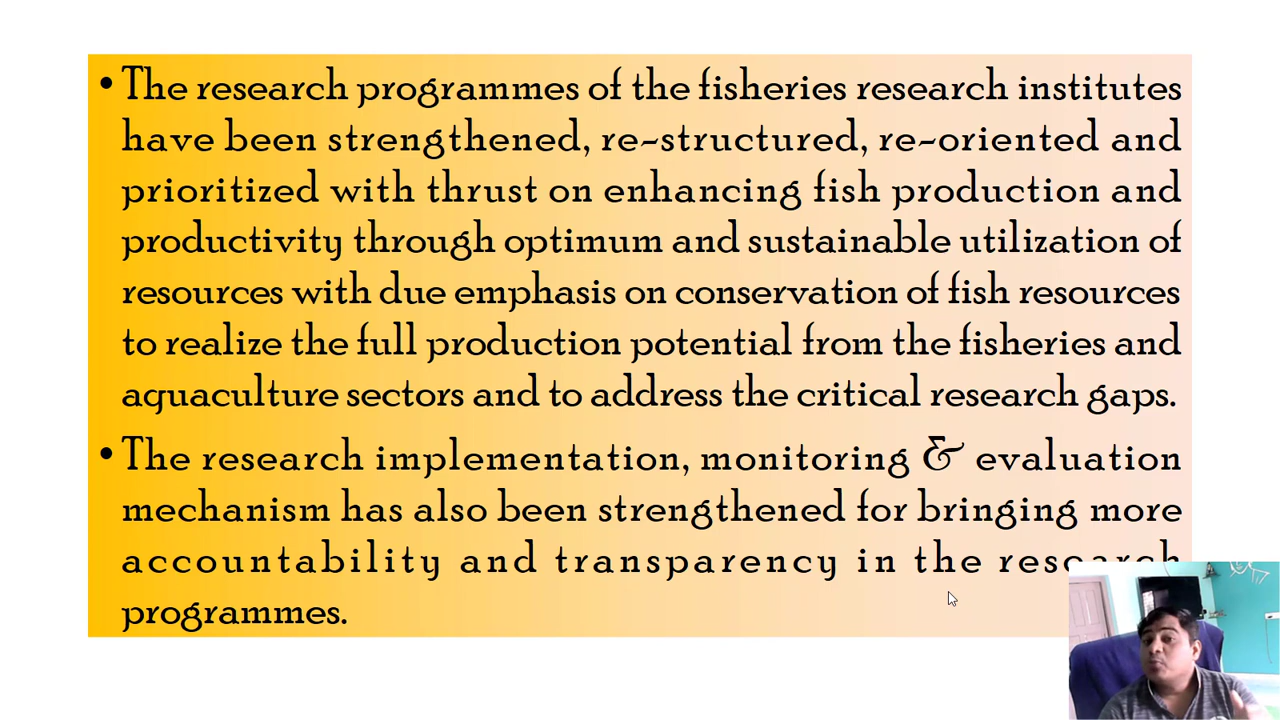 • The research programmes of the fisheries research institutes
have been strengthened, re-structured, re-oriented and
prioritized with thrust on enhancing fish production and
productivity through optimum and sustainable utilization of
resources with due emphasis on conservation of fish resources
to realize the full production potential from the fisheries and
aquaculture sectors and to address the critical research gaps.
• The research implementation, monitoring & evaluation
mechanism has also been strengthened for bringing more
accountability and transparency in the research
programmes.